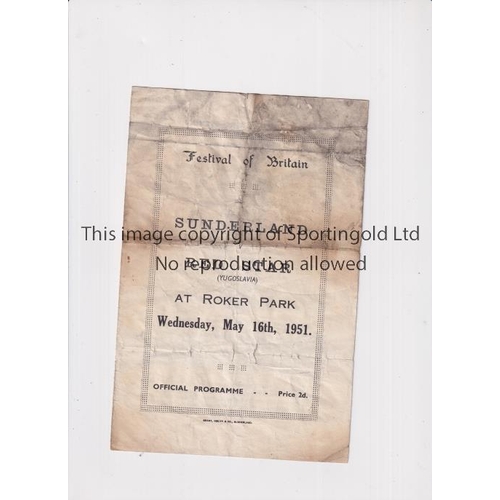 Festival of Britain
SUNDERLAND
This image copyright of Sportingold Ltd
RED STAR
No reproduction allowed
(YUGOSLAVIA)
AT ROKER PARK
Wednesday, May 16th, 1951.
OFFICIAL PROGRAMME - - Price 2d.